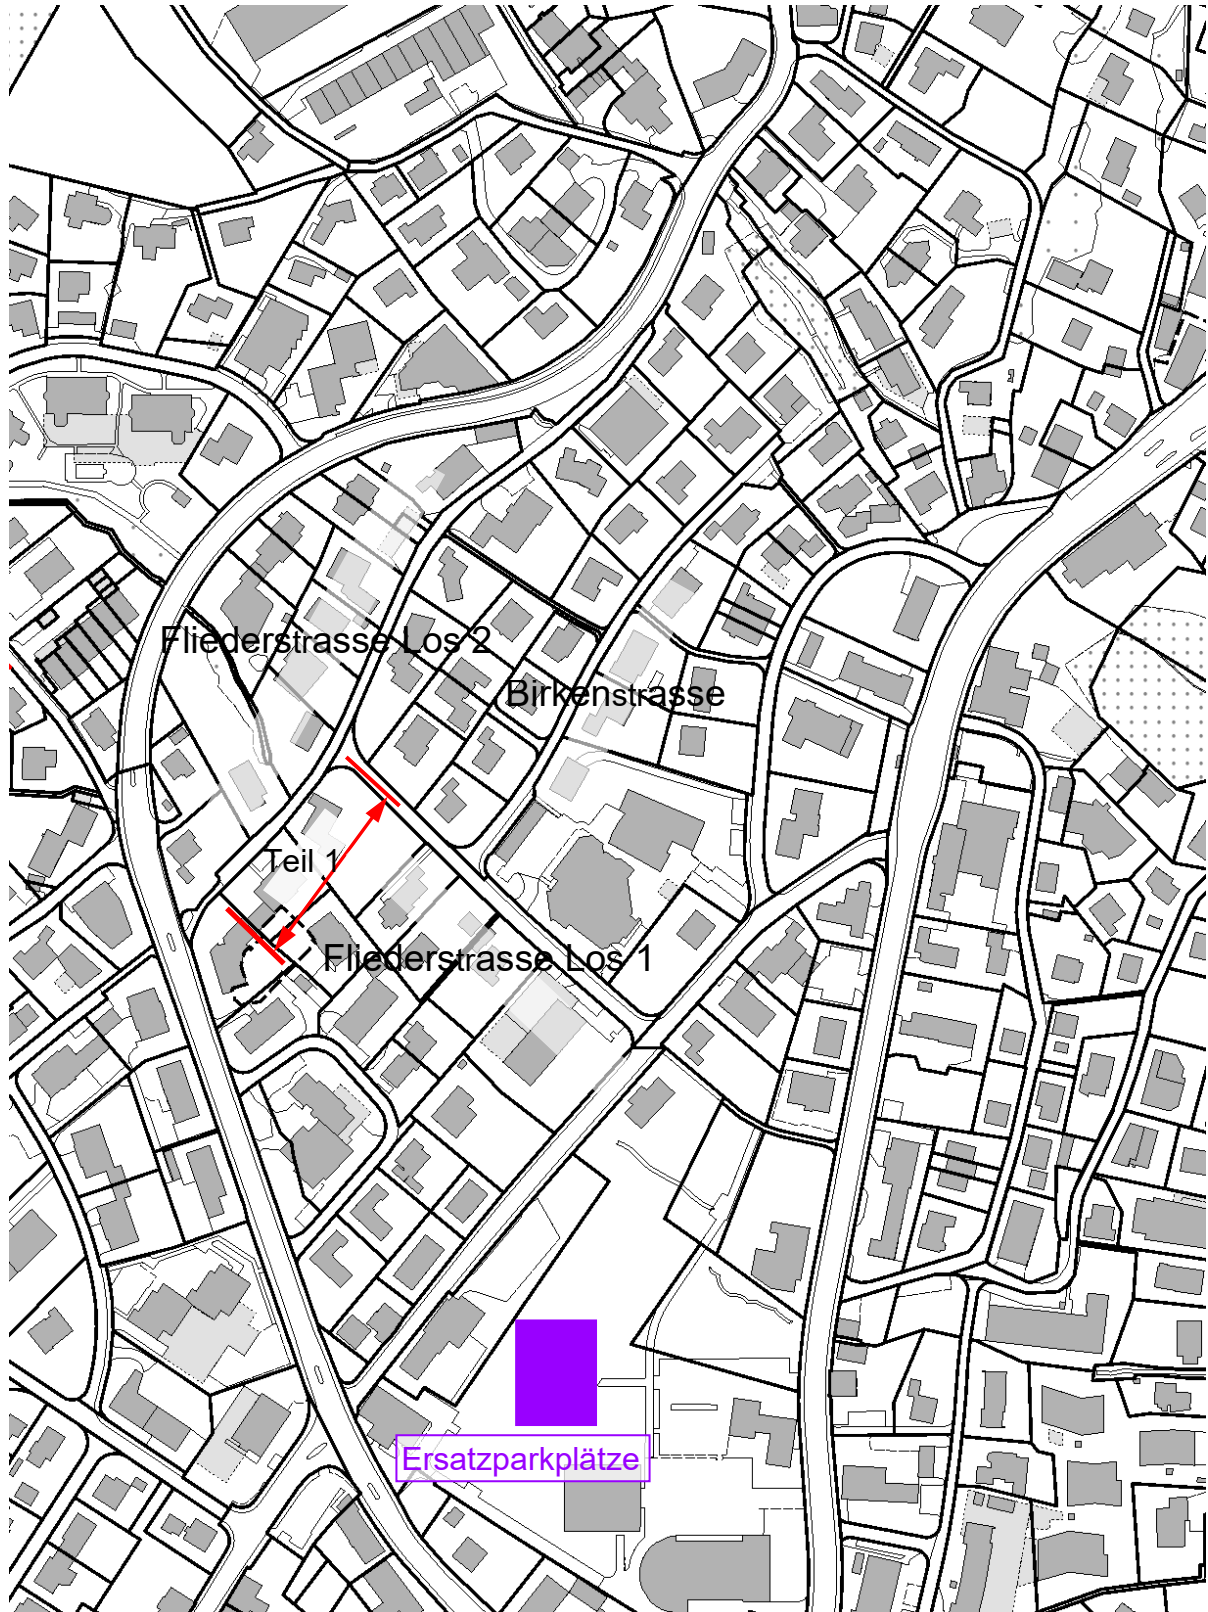 Fliederstrasse Los 2
Birkenstrasse
Teil 1
Fliederstrasse Los 1
Ersatzparkplätze